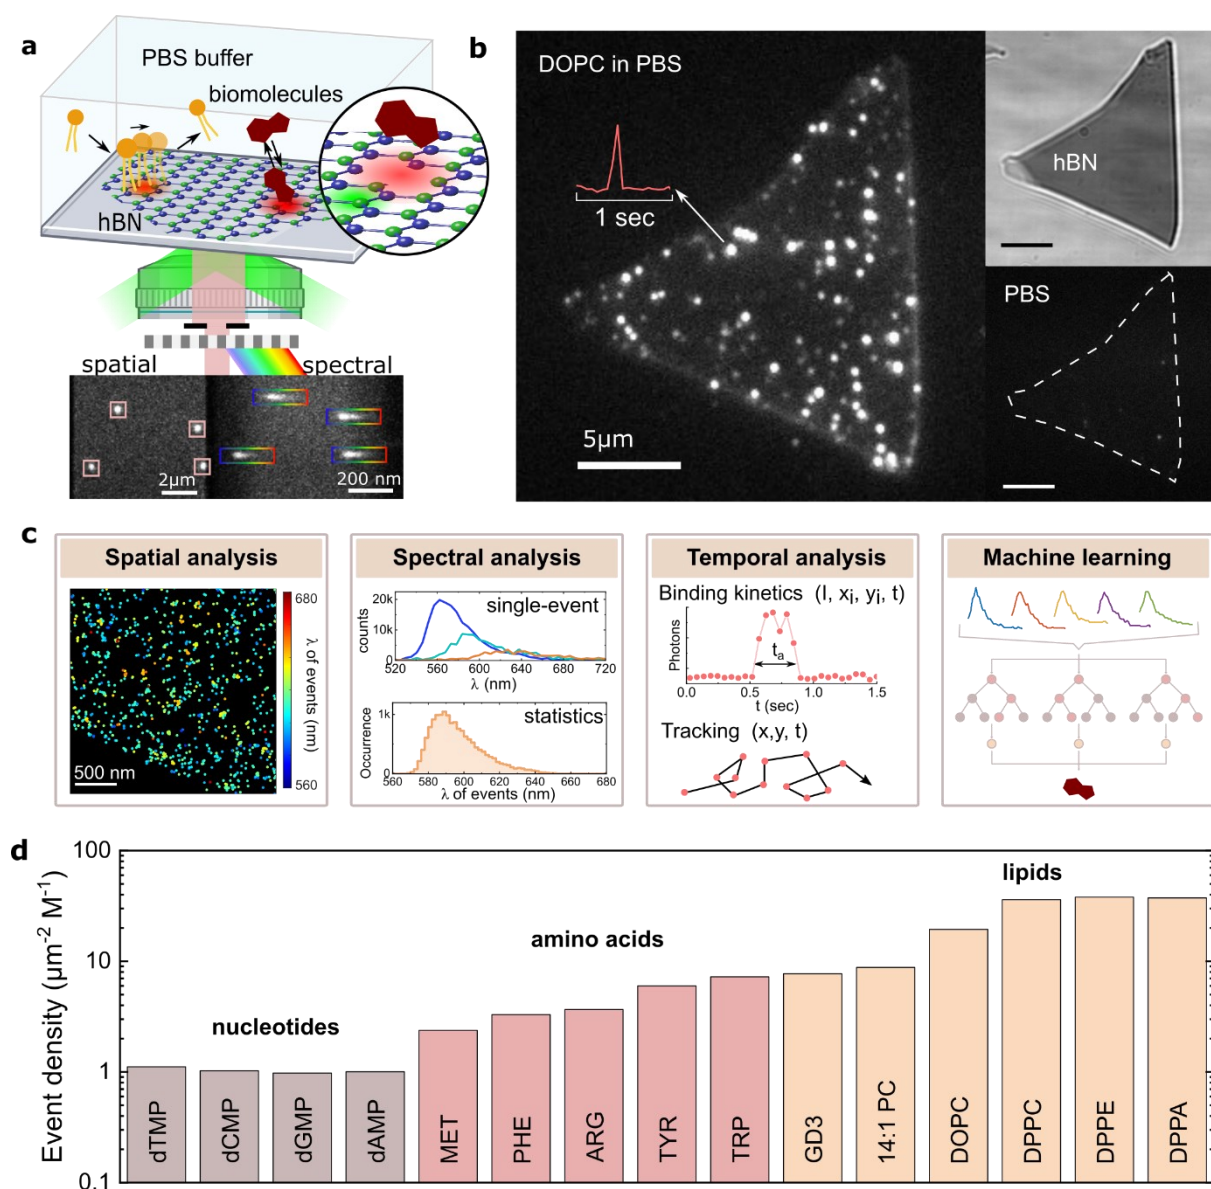 a
PBS buffer
biomolecules
hBN
spatial
spectral
2μm
200 nm
b
DOPC in PBS
1 sec
5μm
hBN
PBS
c
Spatial analysis
680
λ of events (nm)
560
500 nm
Spectral analysis
single-event
20k
10k
0
counts
520 560 600 640 680 720
λ (nm)
statistics
1k
0
Occurrence
560 580 600 620 640 660 680
λ of events (nm)
Temporal analysis
Binding kinetics (I, xi, yi, t)
Photons
ta
0.0 0.5 1.0 1.5
t (sec)
Tracking (x,y, t)
Machine learning
d
Event density (μm-2 M-1)
100
10
1
0.1
nucleotides
amino acids
lipids
dTMP
dCMP
dGMP
dAMP
MET
PHE
ARG
TYR
TRP
GD3
14:1 PC
DOPC
DPPC
DPPE
DPPA